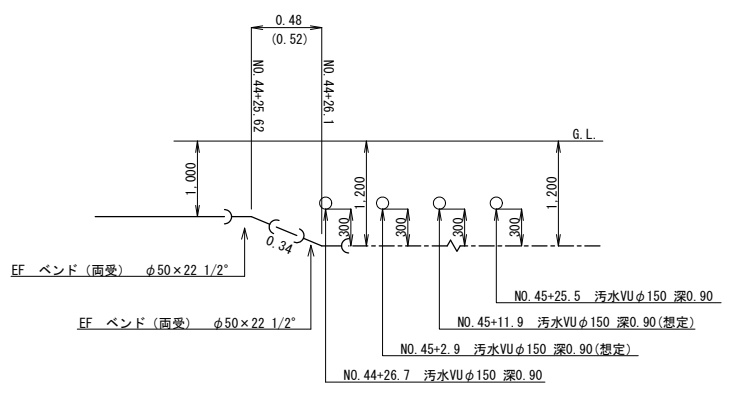 0.48
(0.52)
NO.44+25.62
NO.44+26.1
G.L.
1,000
1,200
1,200
300
300
300
300
0.34
EF ベンド(両受) φ50×22 1/2°
EF ベンド(両受) φ50×22 1/2°
NO.45+25.5 汚水VUφ150 深0.90
NO.45+11.9 汚水VUφ150 深0.90(想定)
NO.45+2.9 汚水VUφ150 深0.90(想定)
NO.44+26.7 汚水VUφ150 深0.90